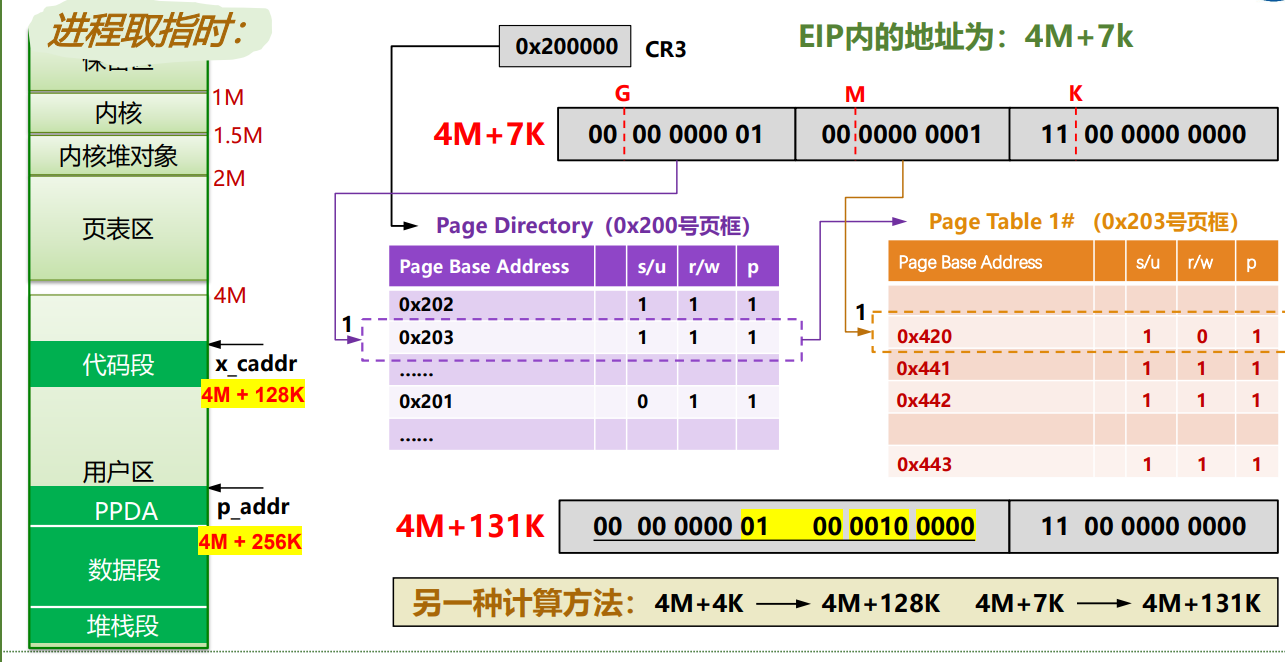 进程取指时：
0x200000
CR3
EIP内的地址为：4M+7k
1M
内核
1.5M
内核堆对象
2M
页表区
4M
代码段
x_caddr
4M + 128K
用户区
PPDA
p_addr
4M + 256K
数据段
堆栈段
G
M
K
4M+7K
00 00 0000 01
00 0000 0001
11 00 0000 0000
Page Directory（0x200号页框）
Page Base Address s/u r/w p
0x202 1 1 1
1
0x203 1 1 1
......
0x201 0 1 1
......
Page Table 1# （0x203号页框）
Page Base Address s/u r/w p
1
0x420 1 0 1
0x441 1 1 1
0x442 1 1 1
0x443 1 1 1
4M+131K
00 00 0000 01 00 0010 0000
11 00 0000 0000
另一种计算方法： 4M+4K 4M+128K 4M+7K 4M+131K